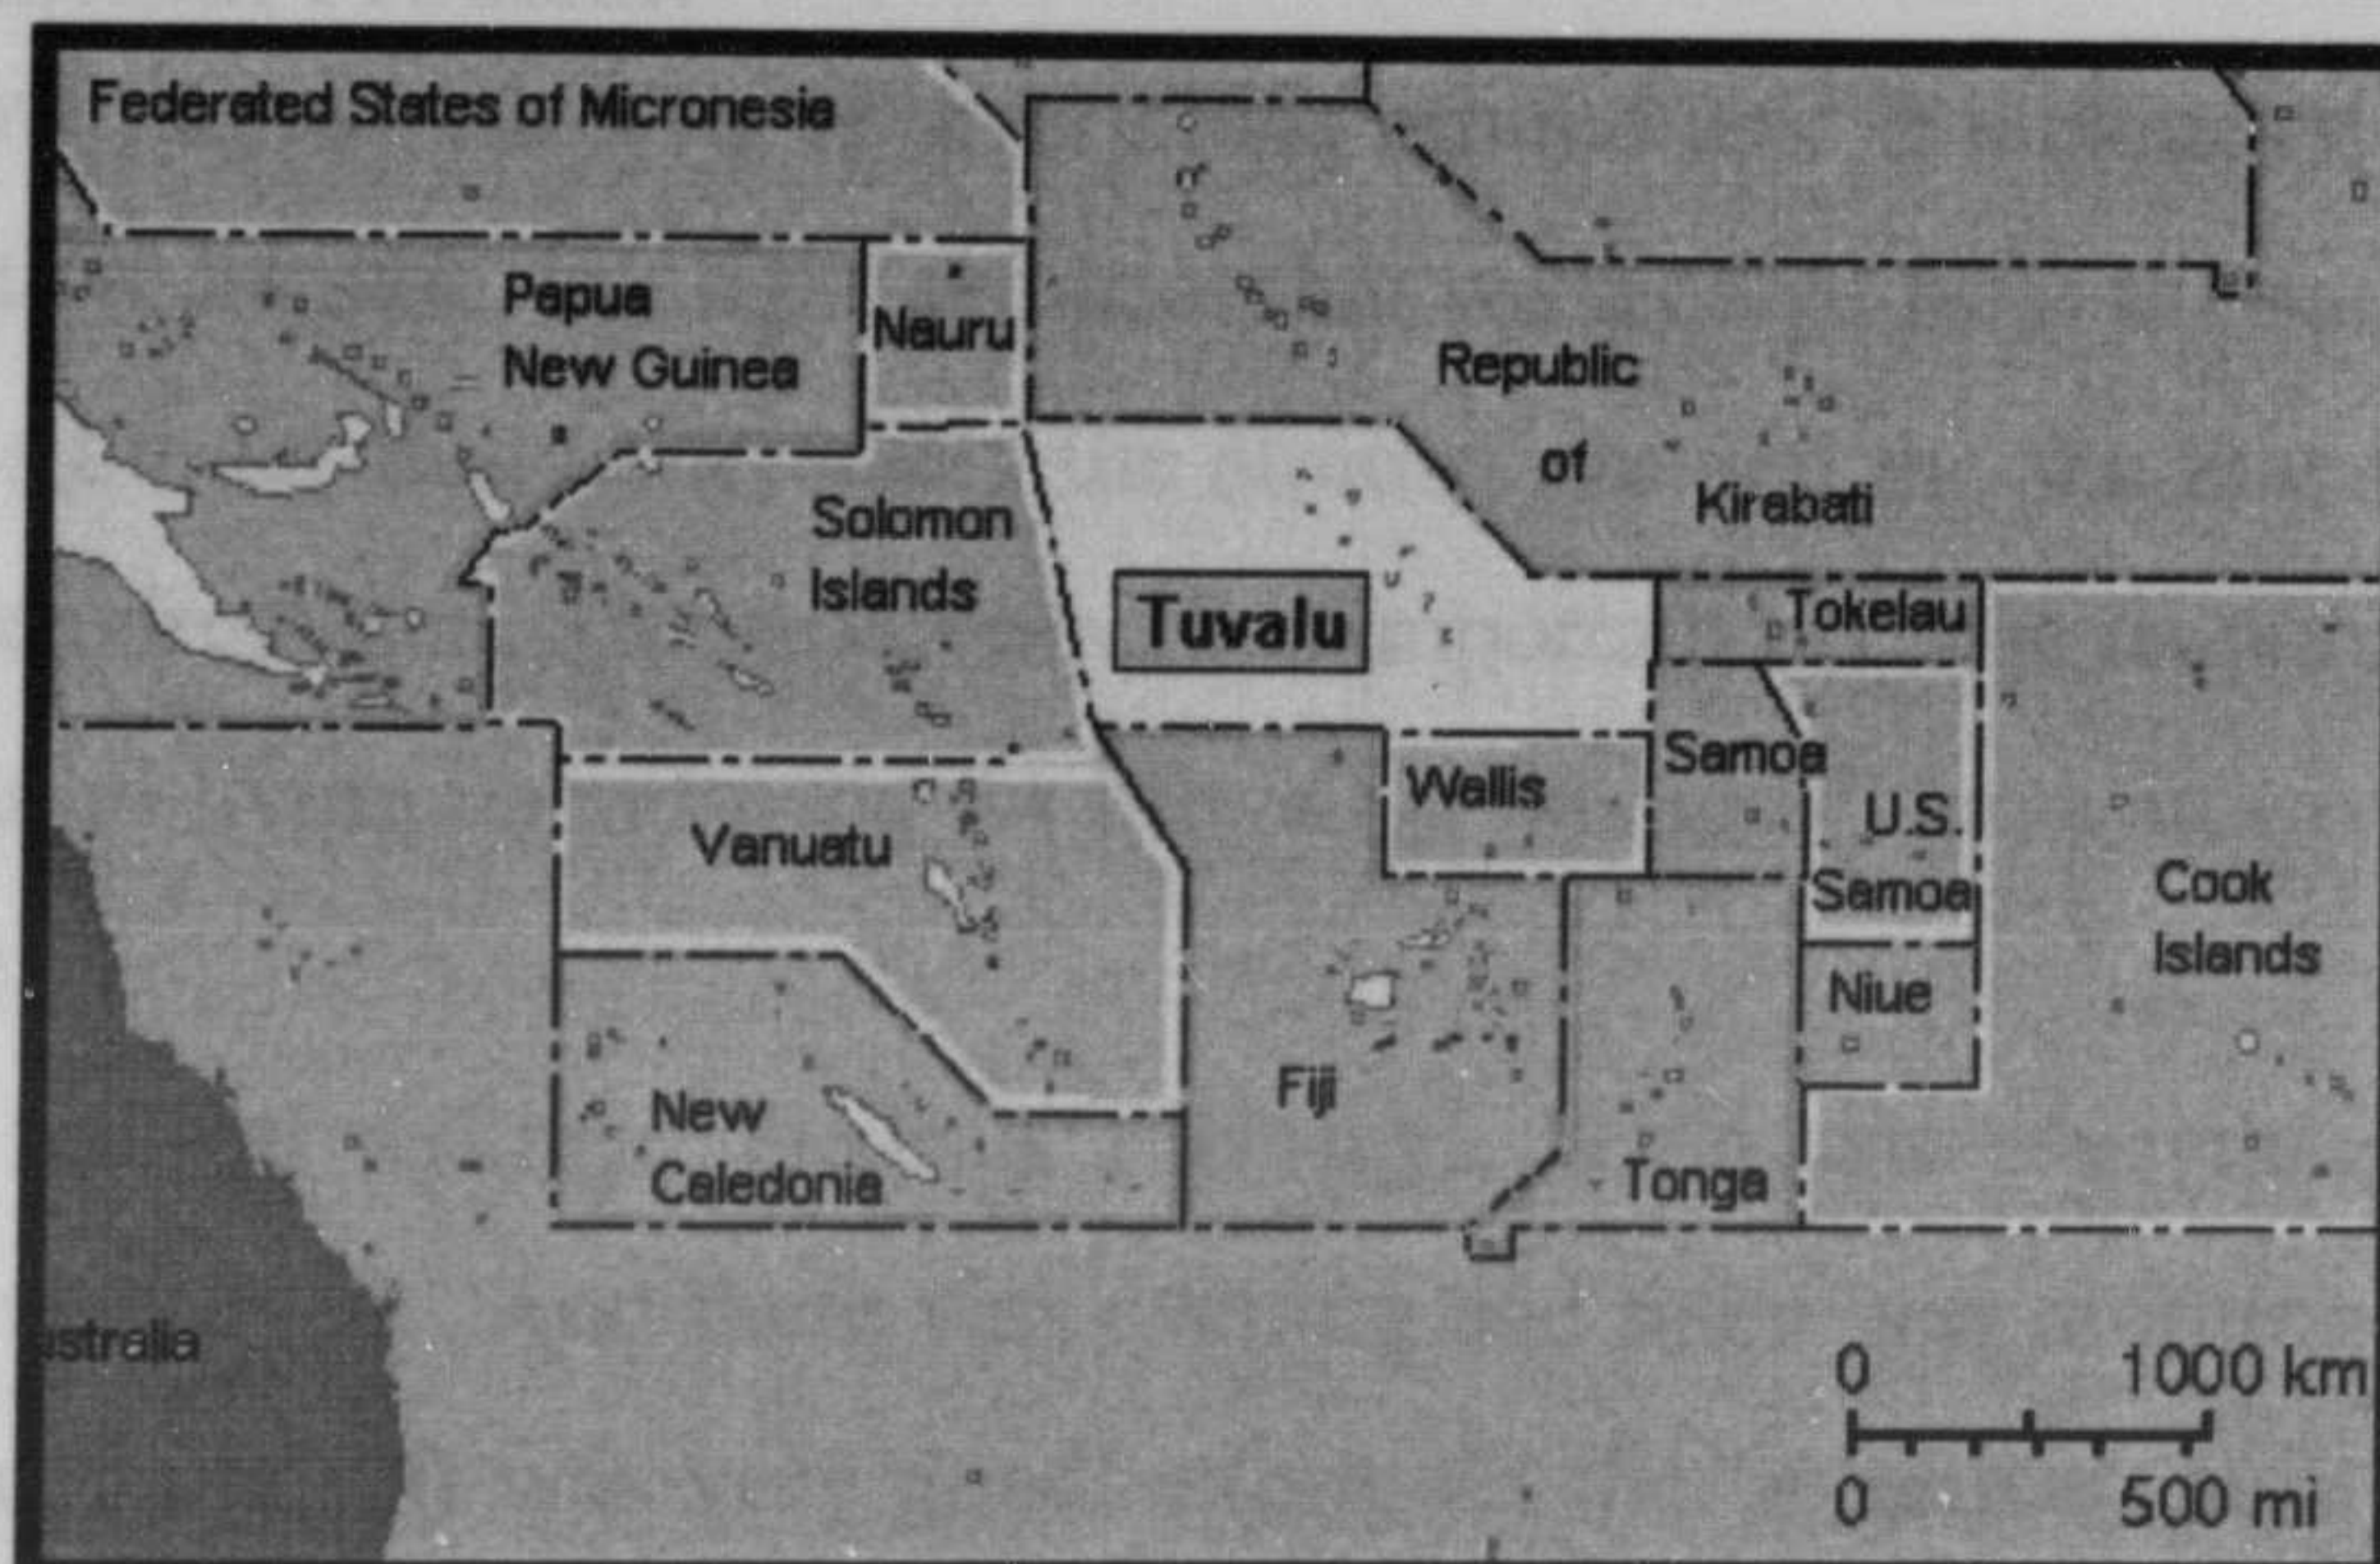 Federated States of Micronesia
Papua
New Guinea
Nauru
Republic
of
Kirabati
Solomon
Islands
Tuvalu
Tokelau
Samoa
Wallis
U.S.
Samoa
Vanuatu
Cook
Islands
Niue
Fiji
New
Caledonia
Tonga
ustralia
0 1000 km
0 500 mi